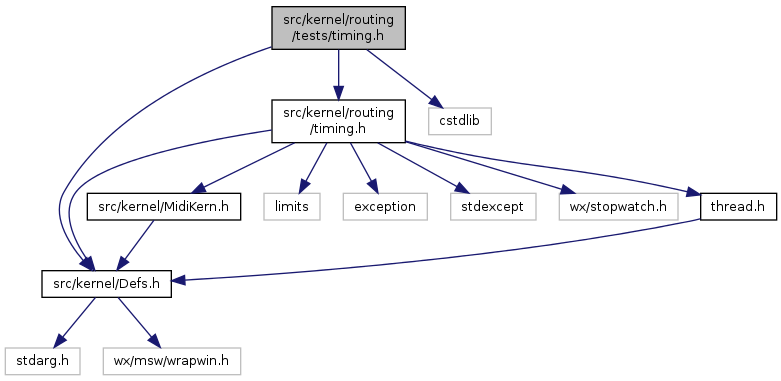 src/kernel/routing
/tests/timing.h
src/kernel/routing
/timing.h
cstdlib
src/kernel/MidiKern.h
limits
exception
stdexcept
wx/stopwatch.h
thread.h
src/kernel/Defs.h
stdarg.h
wx/msw/wrapwin.h